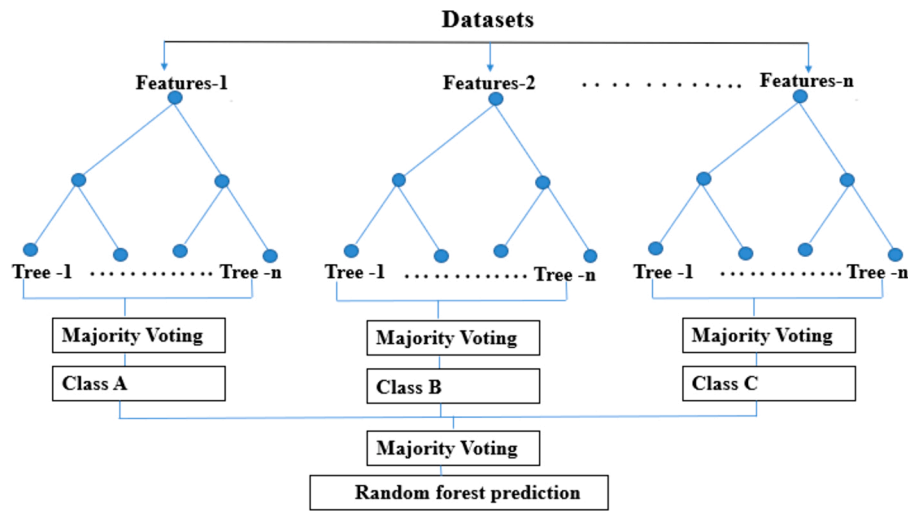 Datasets
Features-1 Features-2 .. .. ........ Features-n
Tree -1 .............. Tree -n Tree -1 .............. Tree -n Tree -1 .............. Tree -n
Majority Voting Majority Voting Majority Voting
Class A Class B Class C
Majority Voting
Random forest prediction